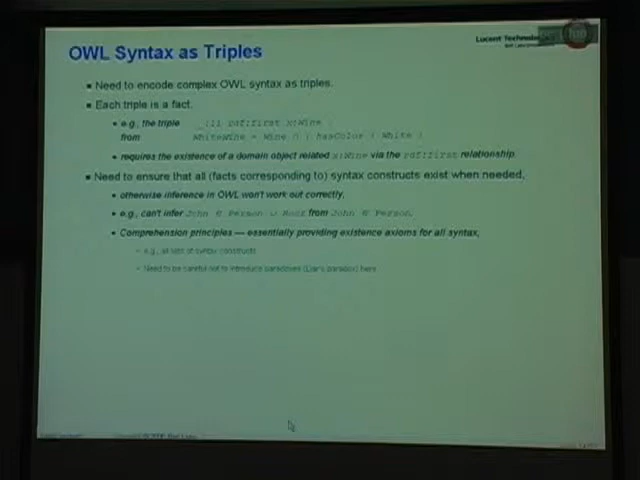 OWL Syntax as Triples
Lucent Technologies
Need to encode complex OWL syntax as triples.
Each triple is a fact.
e.g., the triple rdf:first x:Wine
from WhiteWine = Wine ∩ { hasColor { White }
requires the existence of a domain object related x:Wine via the rdf:first relationship.
Need to ensure that all (facts corresponding to) syntax constructs exist when needed,
otherwise inference in OWL won't work out correctly,
e.g., can't infer John ∈ Person ∪ from John ∈ Person.
Comprehension principles — essentially providing existence axioms for all syntax,
e.g., all lists of syntax constructs
Need to be careful not to introduce paradoxes (Liar's paradox) here